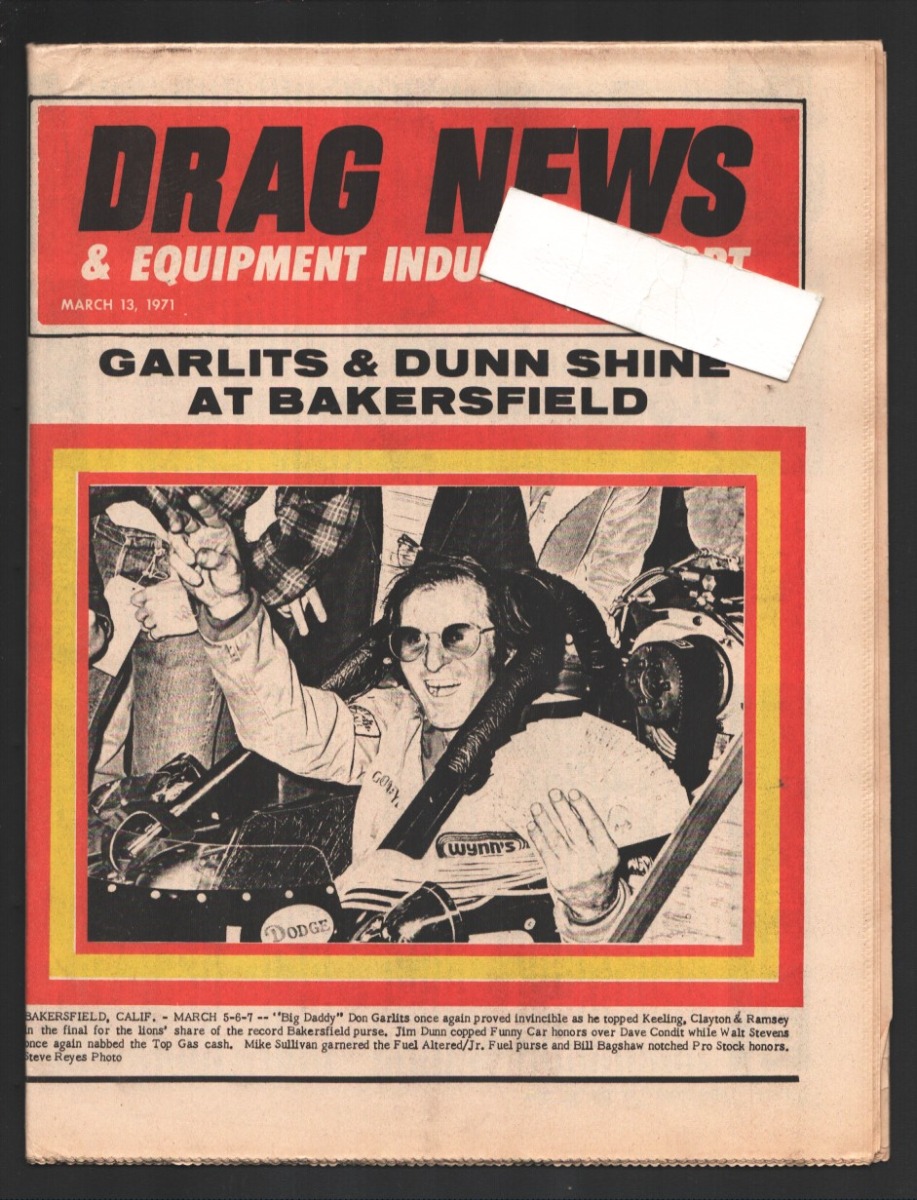 DRAG NEWS
& EQUIPMENT
MARCH 13, 1971
GARLITS & DUNN SHINE
AT BAKERSFIELD
Wynn's
DODGE
BAKERSFIELD, CALIF. - MARCH 5-6-7 -- "Big Daddy" Don Garlits once again proved invincible as he topped Keeling, Clayton & Ramsey
in the final for the lions' share of the record Bakersfield purse. Jim Dunn copped Funny Car honors over Dave Condit while Walt Stevens
once again nabbed the Top Gas cash. Mike Sullivan garnered the Fuel Altered/Jr. Fuel purse and Bill Bagshaw notched Pro Stock honors.
Steve Reyes Photo